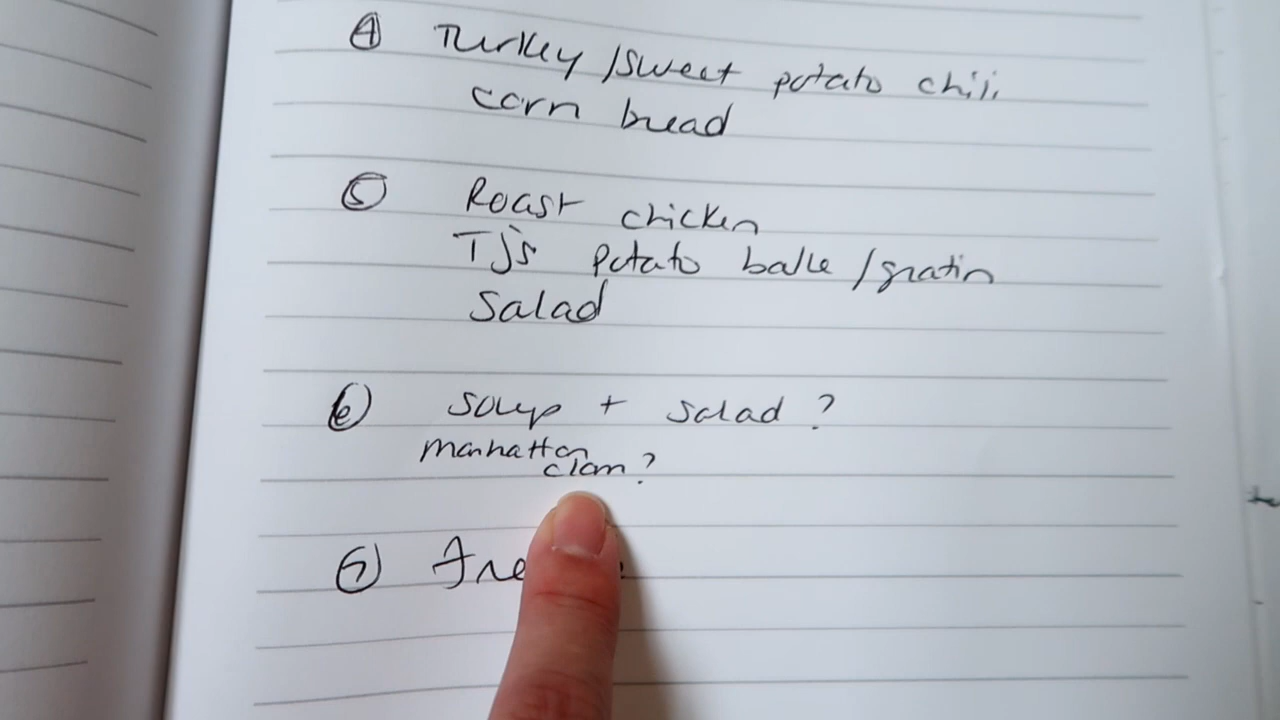 ④ Turkey / sweet potato chili
corn bread
⑤ Roast chicken
TJ's potato bake / gratin
Salad
⑥ Soup + salad ?
manhattan
clam ?
⑦